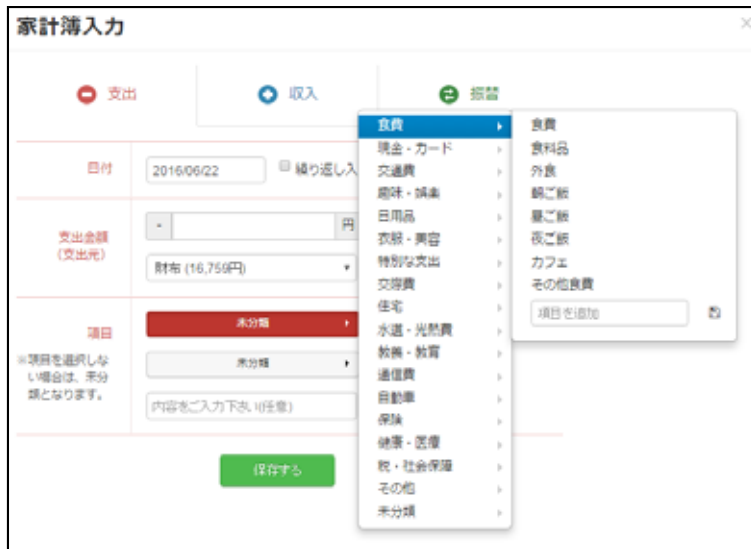 家計簿入力
×
支出
収入
振替
日付
2016/06/22
繰り返し入
支出金額
(支出元)
-
円
財布 (16,759円)
項目
※項目を選択しな
い場合は、未分
類となります。
未分類
未分類
内容をご入力下さい(任意)
保存する
食費
現金・カード
交通費
趣味・娯楽
日用品
衣服・美容
特別な支出
交際費
住宅
水道・光熱費
教養・教育
通信費
自動車
保険
健康・医療
税・社会保障
その他
未分類
食費
食料品
外食
朝ご飯
昼ご飯
夜ご飯
カフェ
その他食費
項目を追加